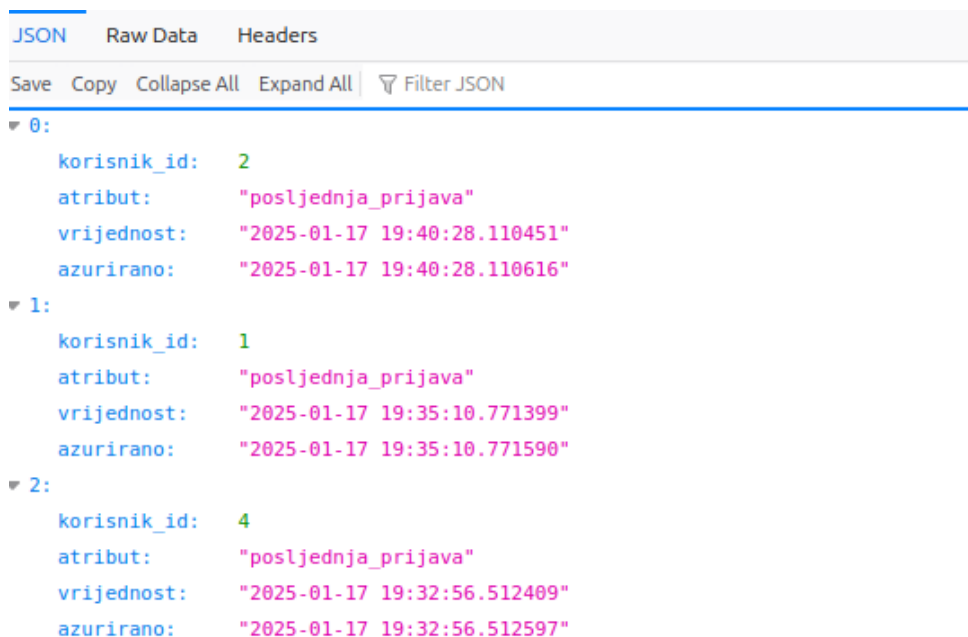 JSON Raw Data Headers
Save Copy Collapse All Expand All Filter JSON
0:
korisnik_id: 2
atribut: "posljednja_prijava"
vrijednost: "2025-01-17 19:40:28.110451"
azurirano: "2025-01-17 19:40:28.110616"
1:
korisnik_id: 1
atribut: "posljednja_prijava"
vrijednost: "2025-01-17 19:35:10.771399"
azurirano: "2025-01-17 19:35:10.771590"
2:
korisnik_id: 4
atribut: "posljednja_prijava"
vrijednost: "2025-01-17 19:32:56.512409"
azurirano: "2025-01-17 19:32:56.512597"